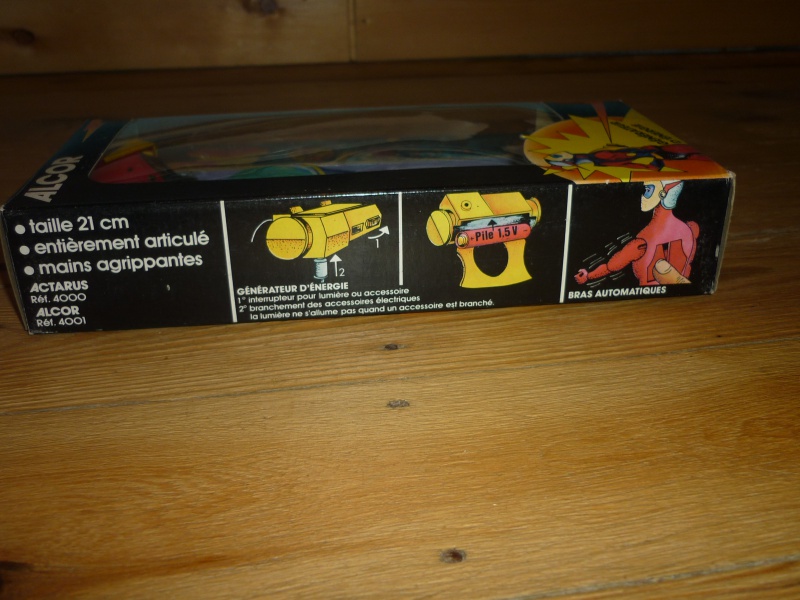 ALCOR
• taille 21 cm
• entièrement articulé
• mains agrippantes
ACTARUS
Réf. 4000
ALCOR
Réf. 4001
1
2
GÉNÉRATEUR D'ÉNERGIE
1° interrupteur pour lumière ou accessoire
2° branchement des accessoires électriques
la lumière ne s'allume pas quand un accessoire est branché.
Pile 1,5 V
BRAS AUTOMATIQUES